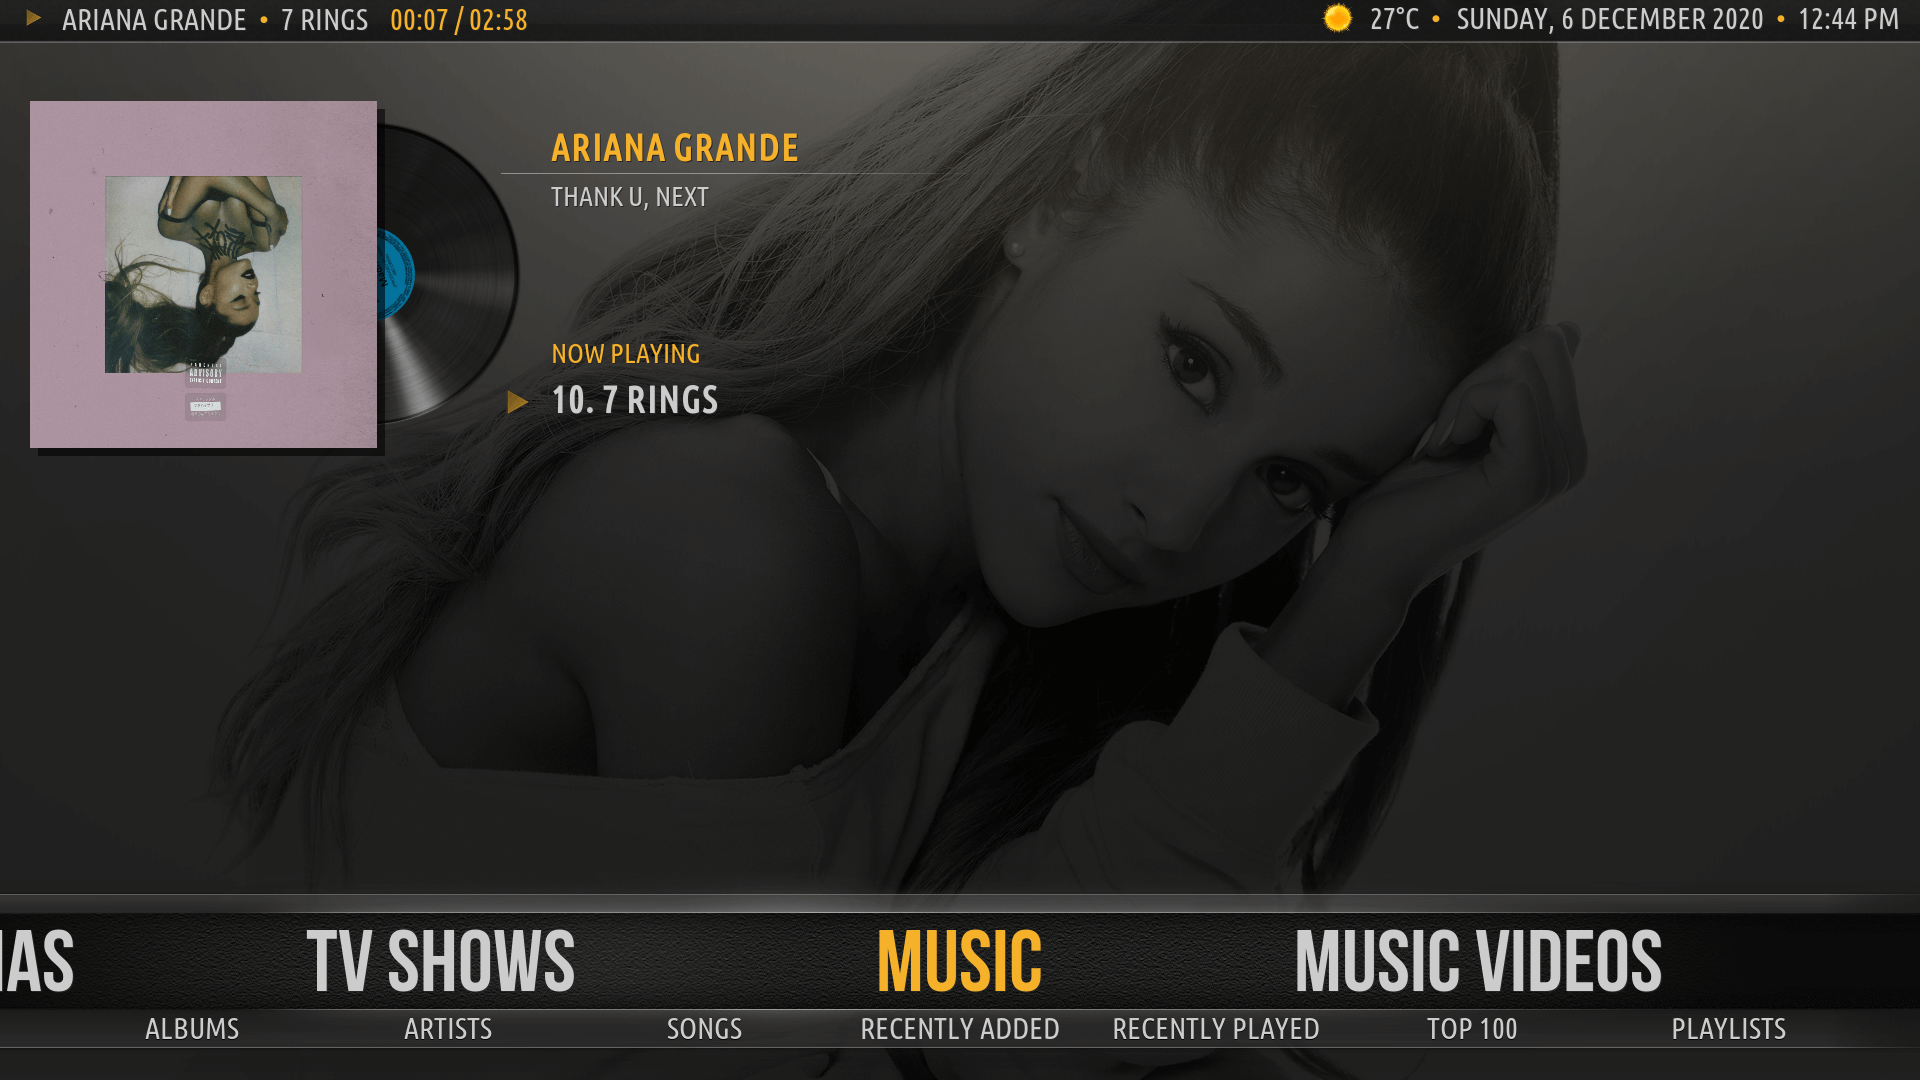 ARIANA GRANDE • 7 RINGS 00:07 / 02:58
27°C • SUNDAY, 6 DECEMBER 2020 • 12:44 PM
ARIANA GRANDE
THANK U, NEXT
ADVISORY
NOW PLAYING
10. 7 RINGS
TV SHOWS MUSIC MUSIC VIDEOS
ALBUMS ARTISTS SONGS RECENTLY ADDED RECENTLY PLAYED TOP 100 PLAYLISTS